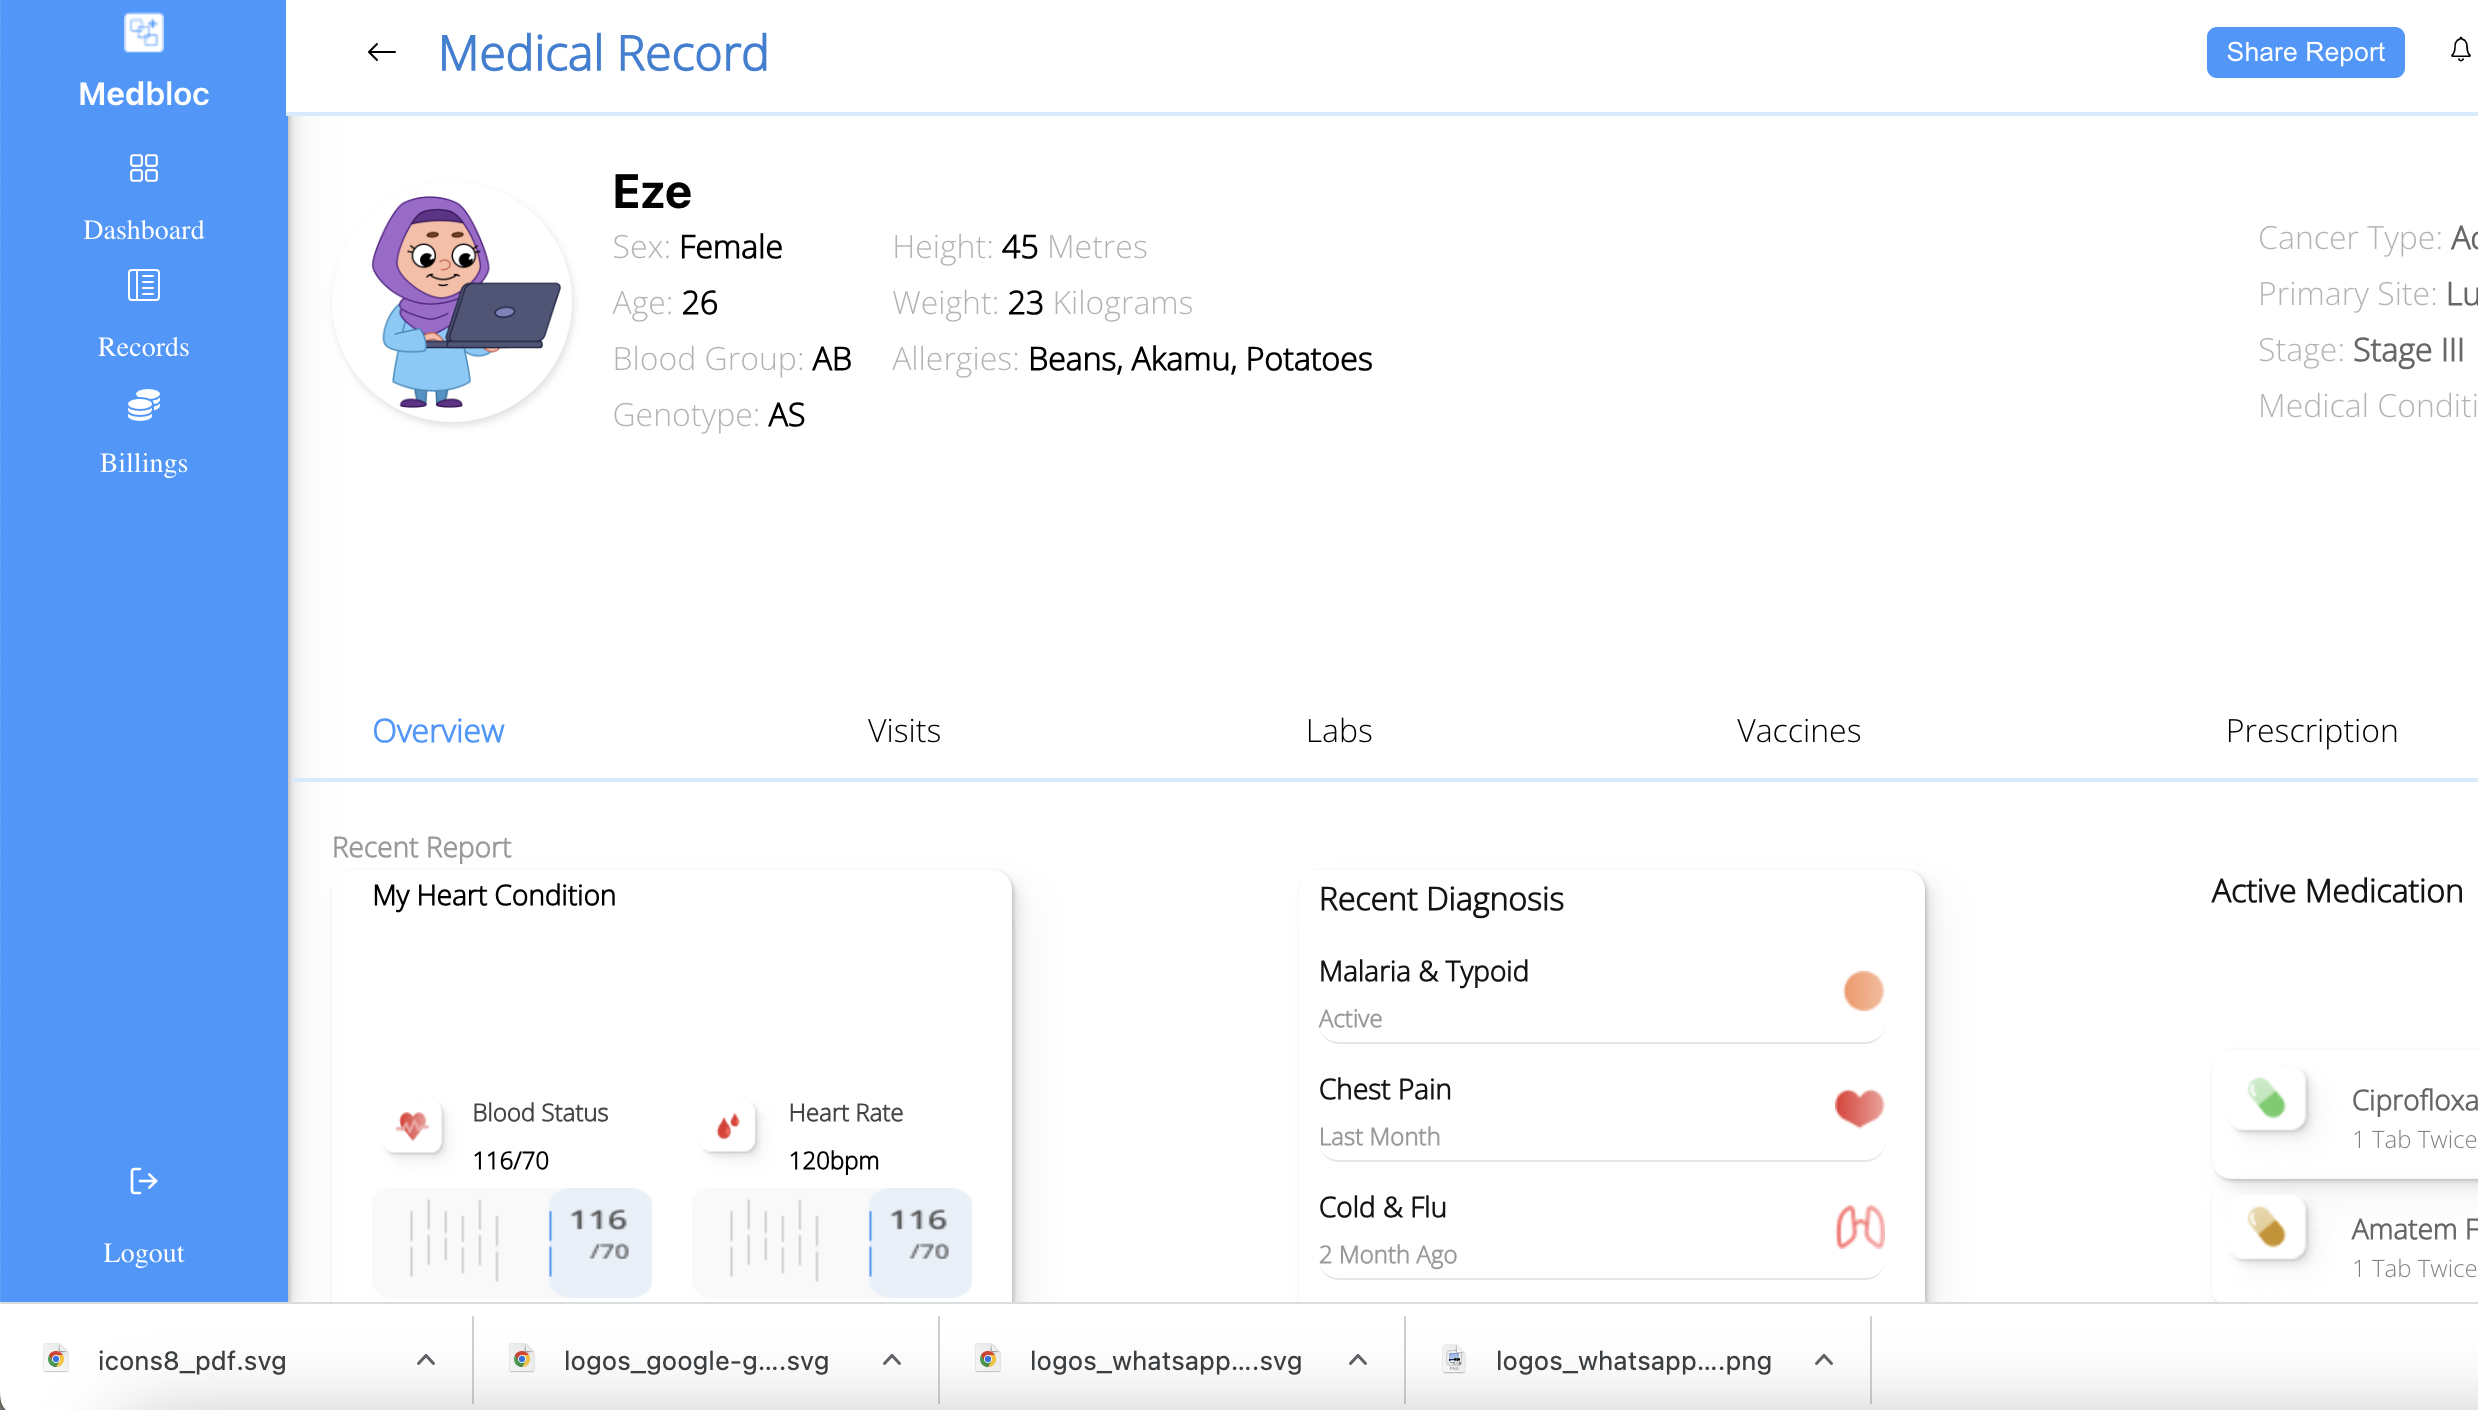 Medbloc
Dashboard
Records
Billings
Logout
Medical Record
Share Report
Eze
Sex: Female
Age: 26
Blood Group: AB
Genotype: AS
Height: 45 Metres
Weight: 23 Kilograms
Allergies: Beans, Akamu, Potatoes
Cancer Type:
Primary Site:
Stage: Stage III
Medical
Overview
Visits
Labs
Vaccines
Prescription
Recent Report
My Heart Condition
Blood Status
116/70
Heart Rate
120bpm
116
/70
116
/70
Recent Diagnosis
Malaria & Typoid
Active
Chest Pain
Last Month
Cold & Flu
2 Month Ago
Active Medication
1 Tab Twice
Amatem
1 Tab Twice
icons8_pdf.svg
logos_google-g....svg
logos_whatsapp....svg
logos_whatsapp....png